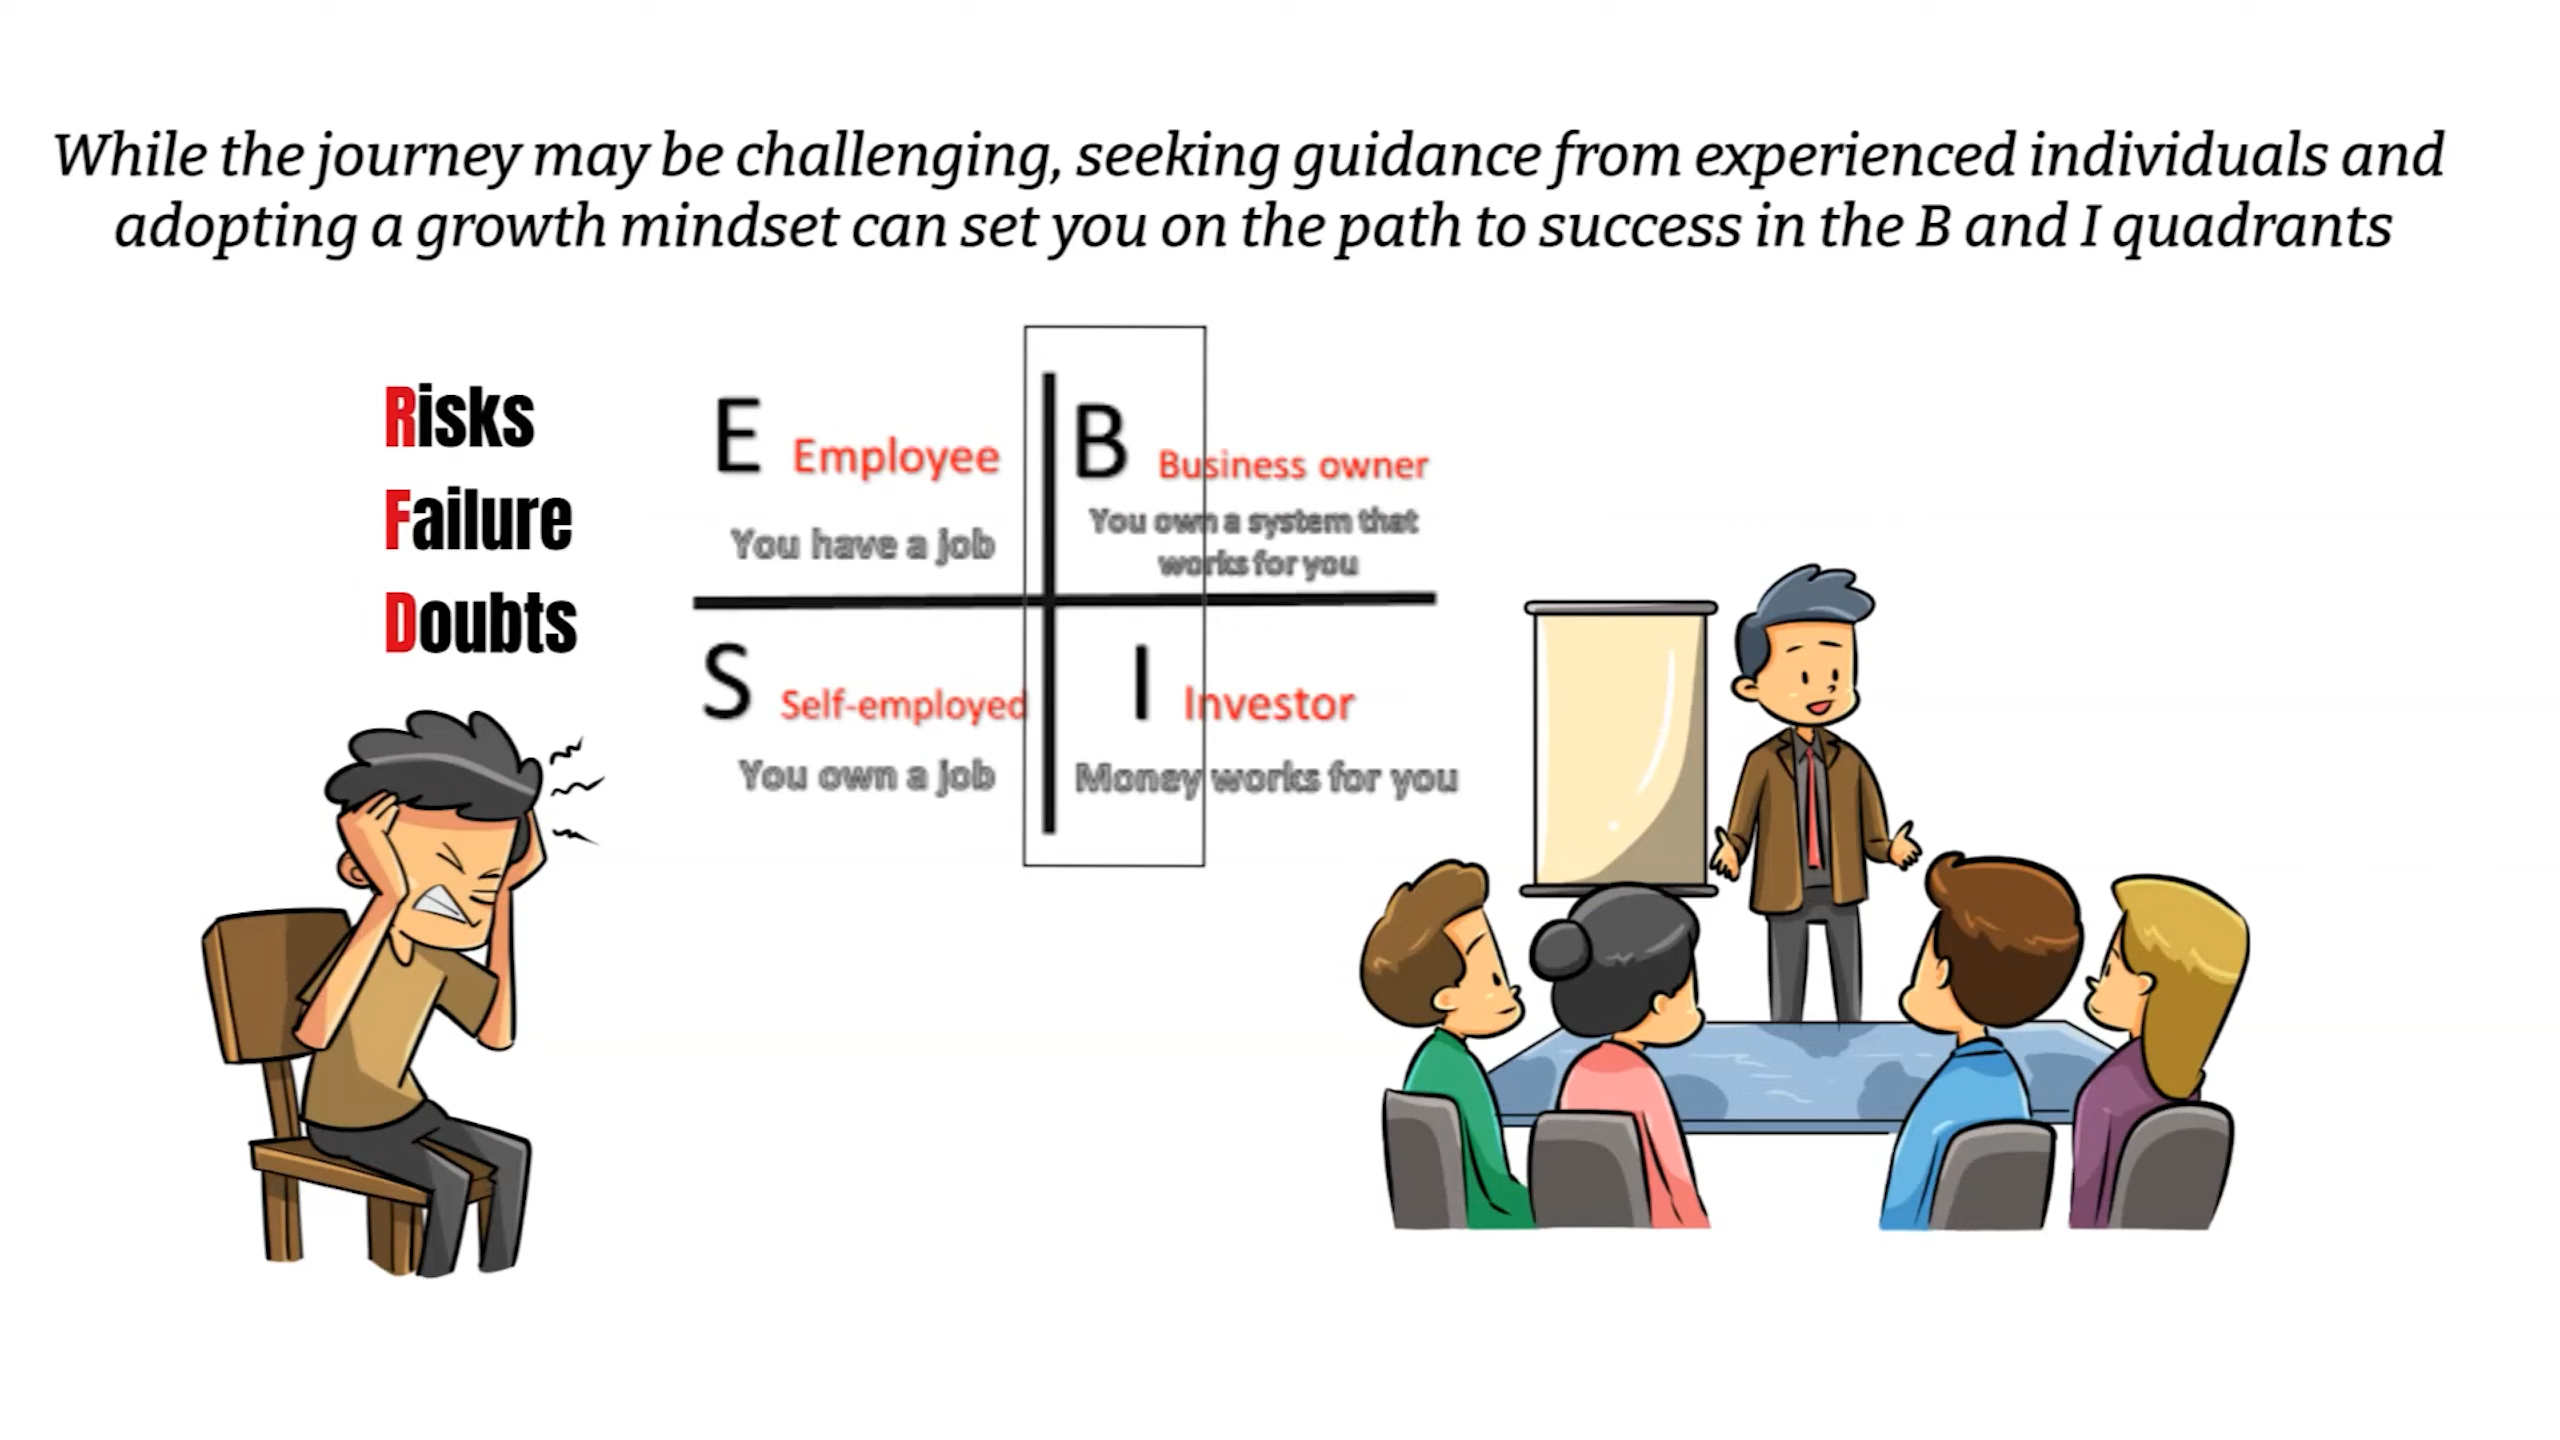 While the journey may be challenging, seeking guidance from experienced individuals and
adopting a growth mindset can set you on the path to success in the B and I quadrants
Risks
Failure
Doubts
E Employee
You have a job
B Business owner
You own a system that
works for you
S Self-employed
You own a job
I Investor
Money works for you